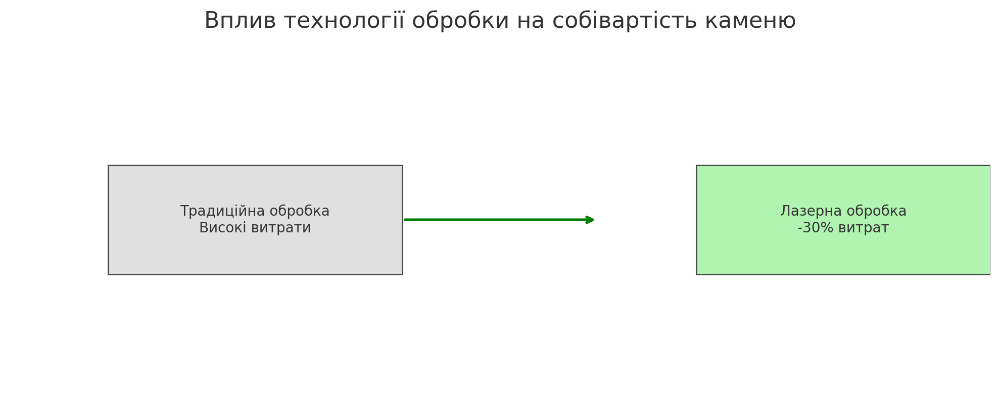 Вплив технології обробки на собівартість каменю
Традиційна обробка
Високі витрати
Лазерна обробка
-30% витрат